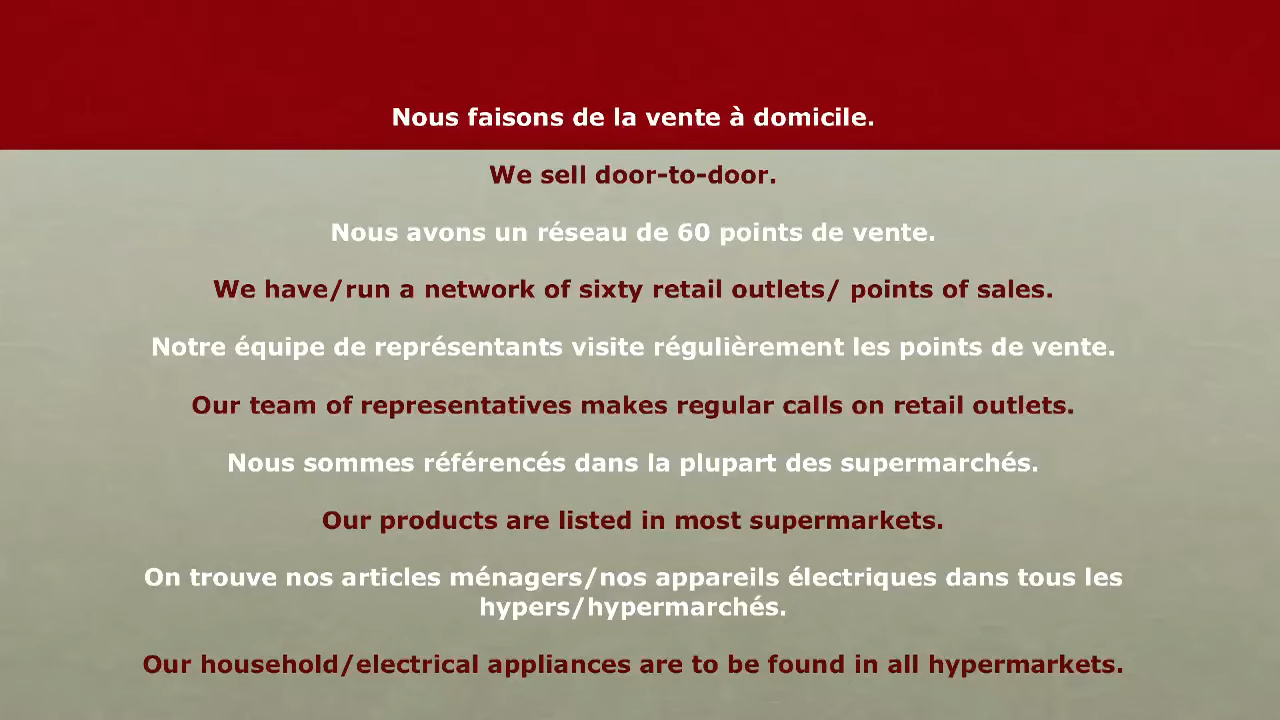 Nous faisons de la vente à domicile.
We sell door-to-door.
Nous avons un réseau de 60 points de vente.
We have/run a network of sixty retail outlets/ points of sales.
Notre équipe de représentants visite régulièrement les points de vente.
Our team of representatives makes regular calls on retail outlets.
Nous sommes référencés dans la plupart des supermarchés.
Our products are listed in most supermarkets.
On trouve nos articles ménagers/nos appareils électriques dans tous les
hypers/hypermarchés.
Our household/electrical appliances are to be found in all hypermarkets.